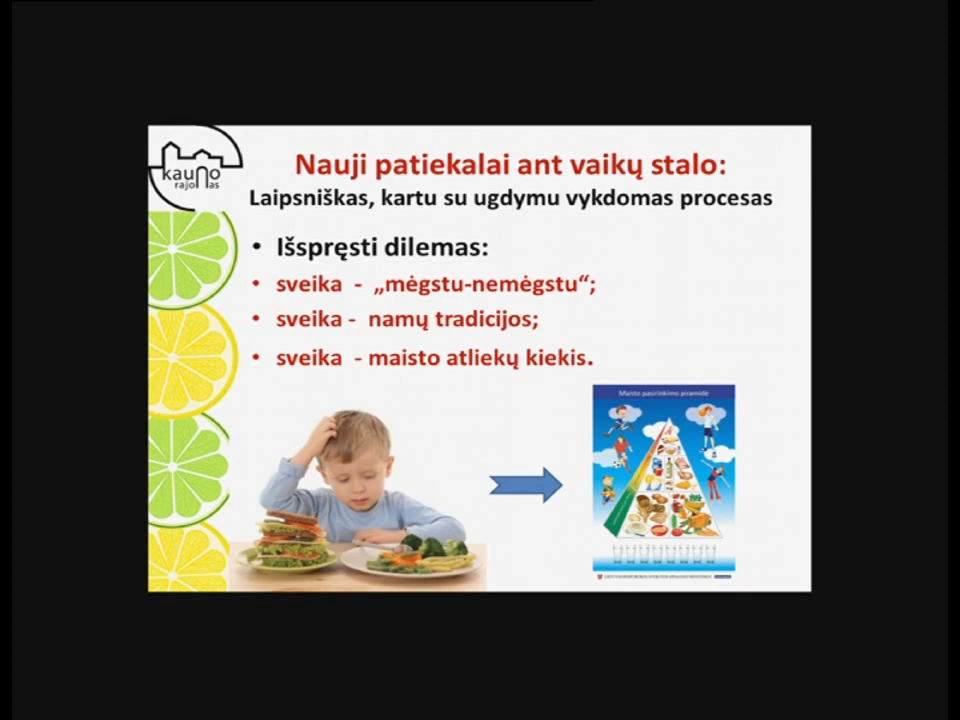 kauno
rajonas
Nauji patiekalai ant vaikų stalo:
Laipsniškas, kartu su ugdymu vykdomas procesas
• Išspręsti dilemas:
• sveika - „mėgstu-nemėgstu“;
• sveika - namų tradicijos;
• sveika - maisto atliekų kiekis.
Maisto pasirinkimo piramidė